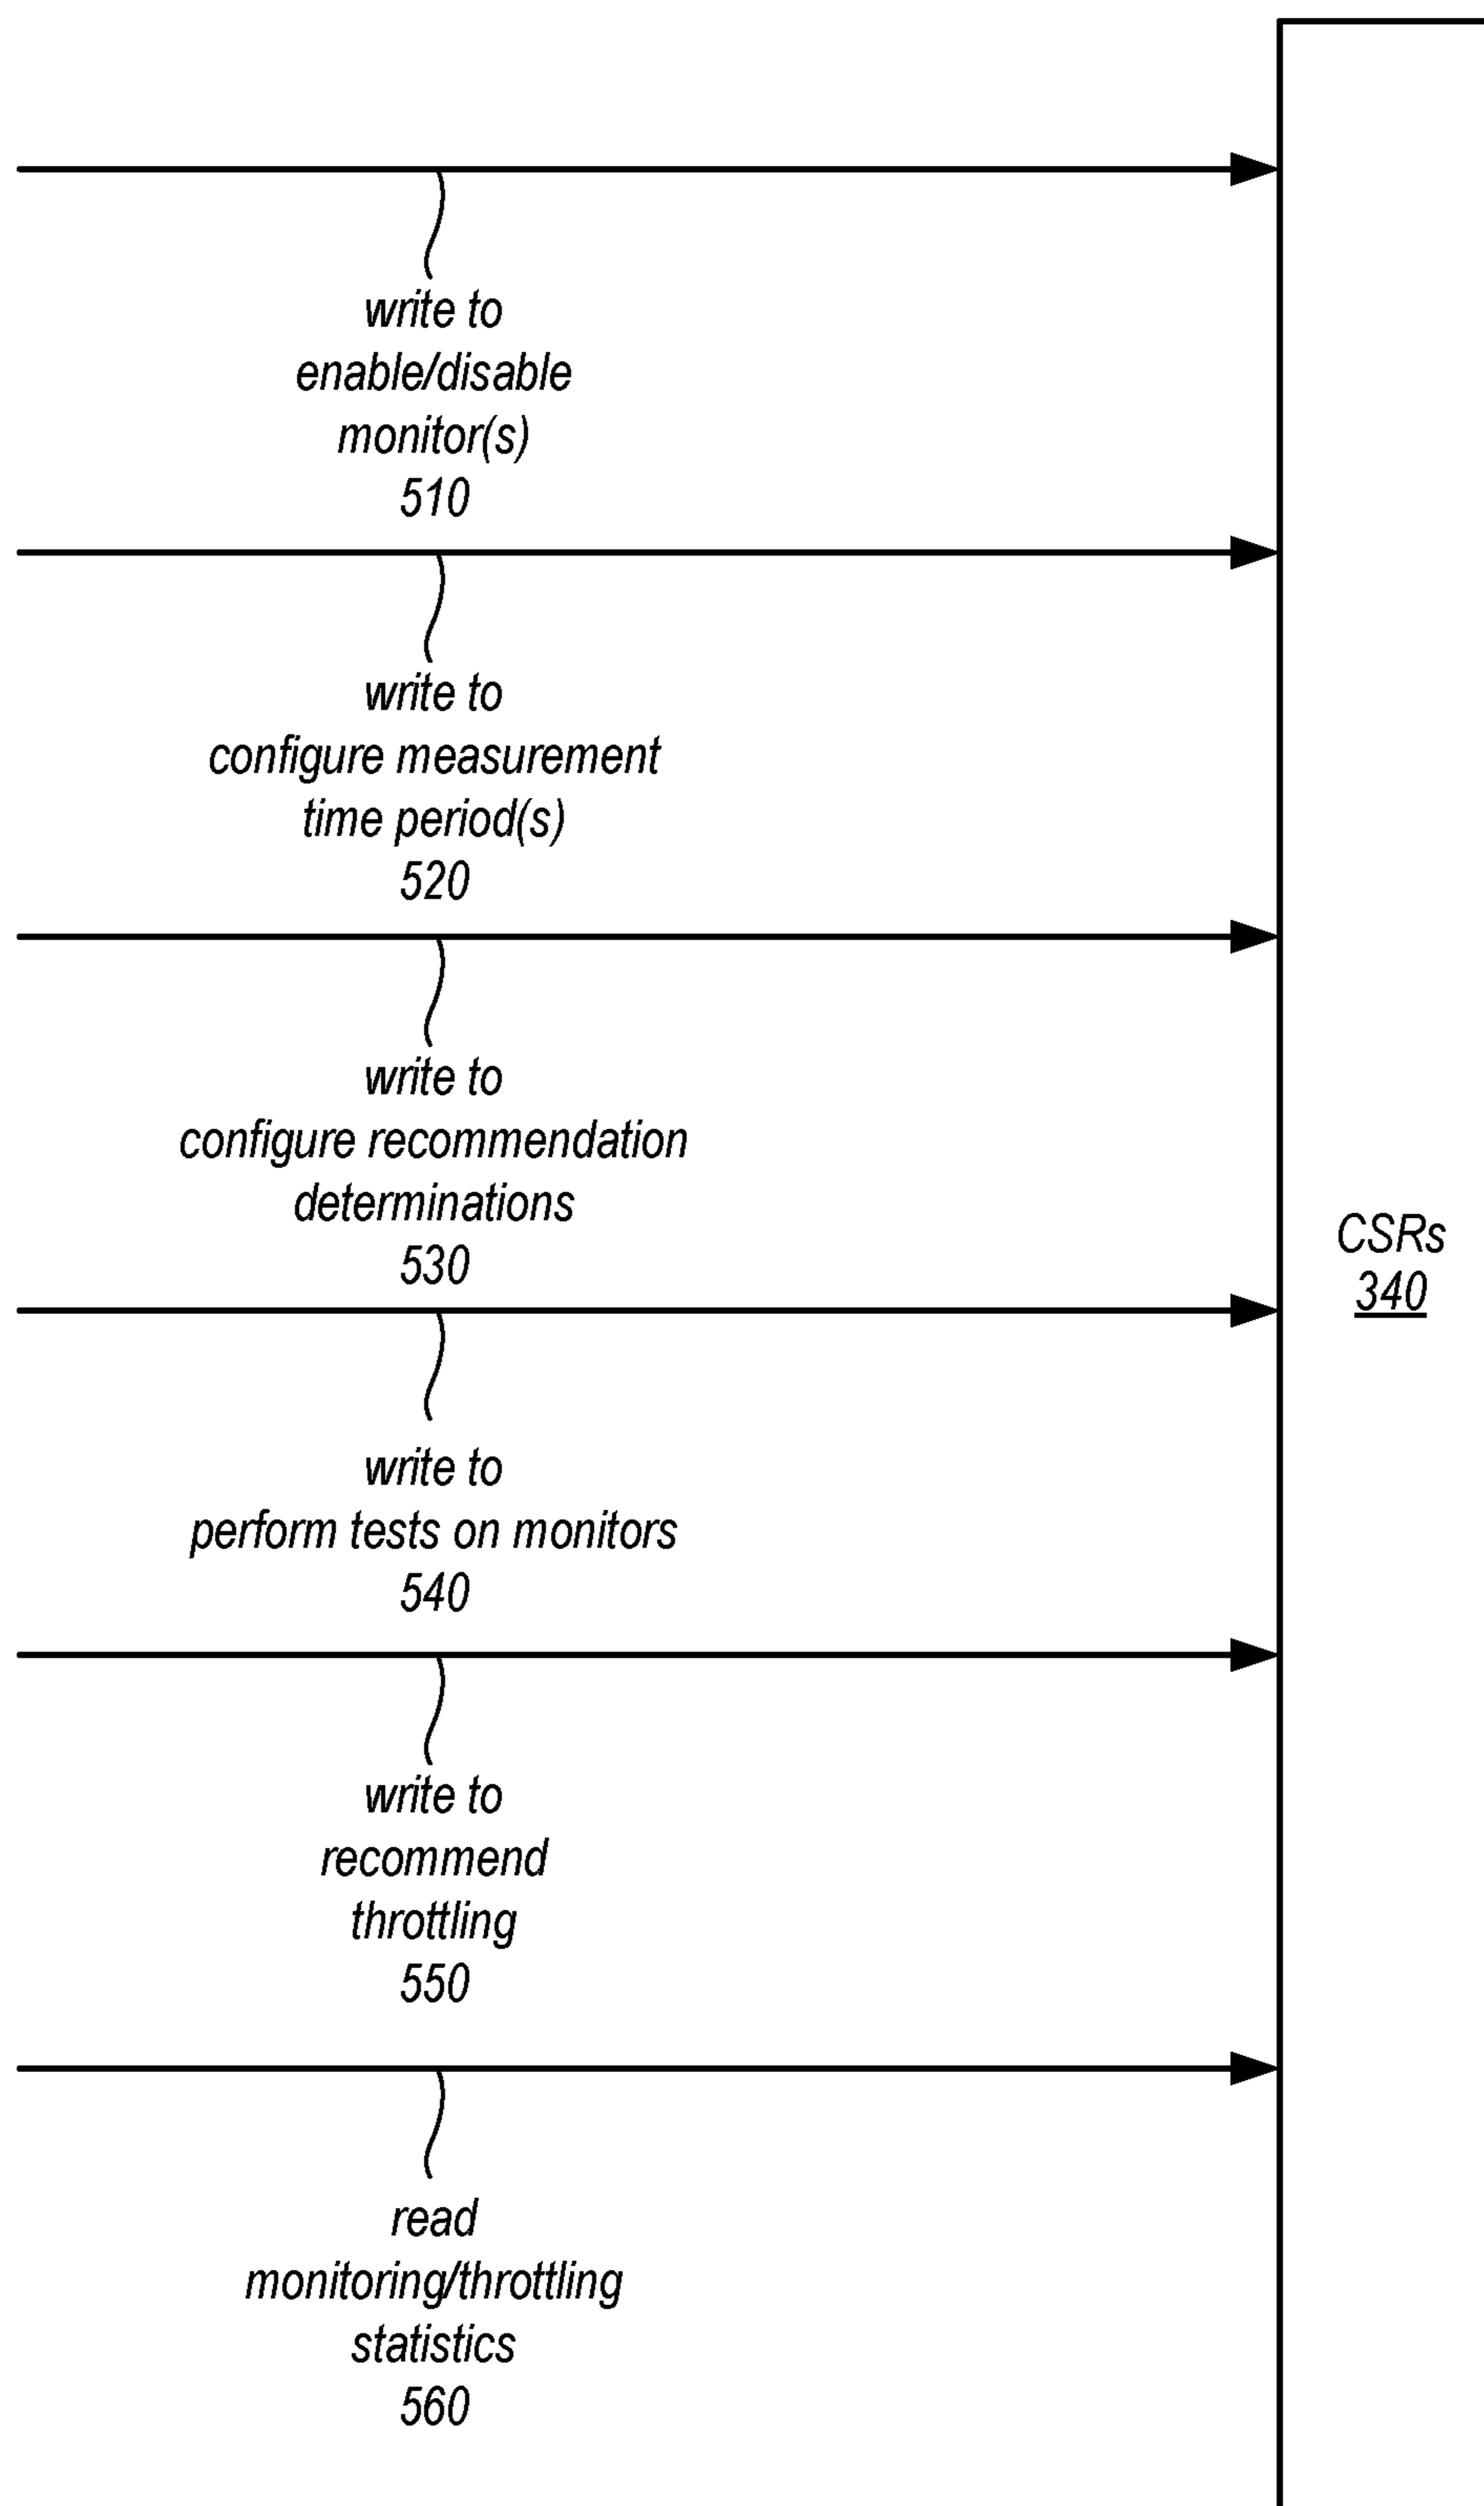 write to
enable/disable
monitor(s)
510
write to
configure measurement
time period(s)
520
write to
configure recommendation
determinations
530
CSRs
340
write to
perform tests on monitors
540
write to
recommend
throttling
550
read
monitoring/throttling
statistics
560